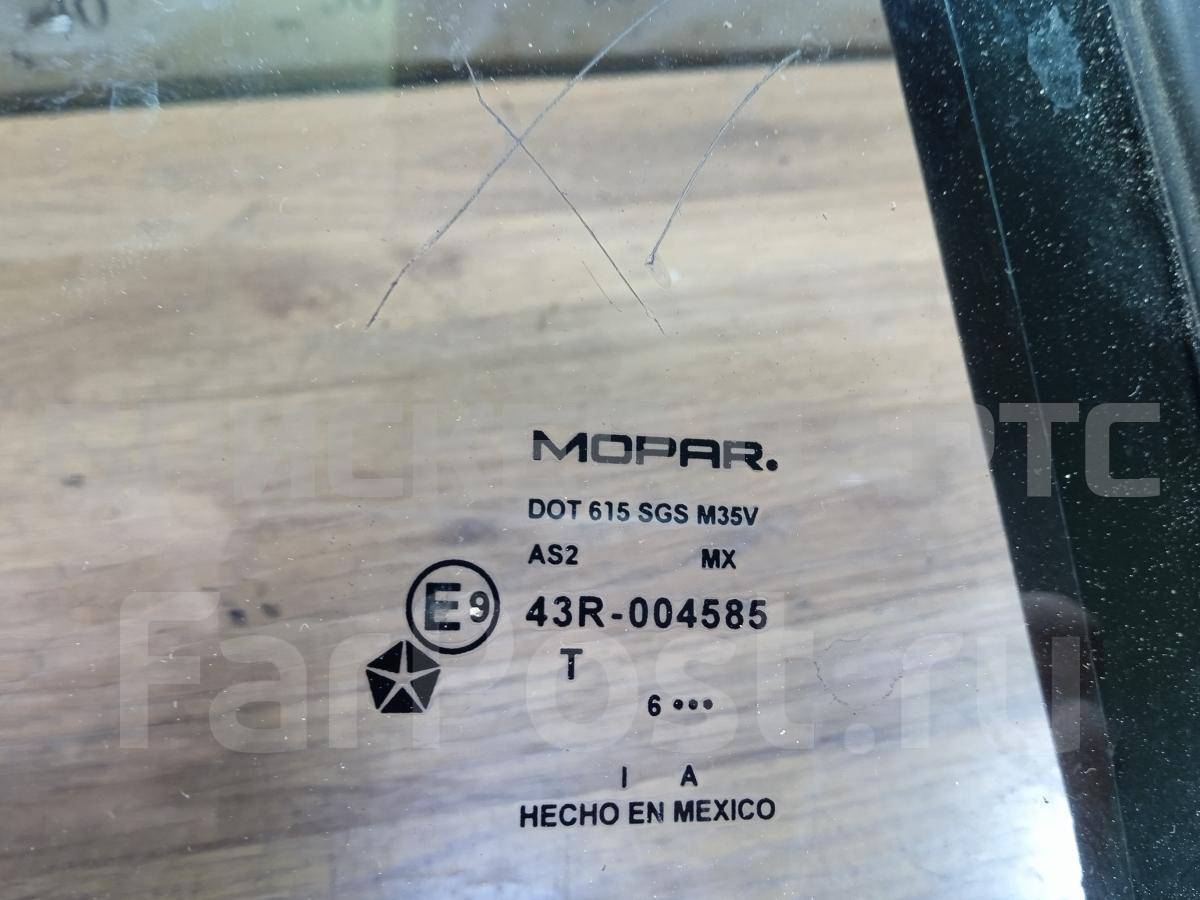 MOPAR.
DOT 615 SGS M35V
AS2 MX
E9 43R-004585
T
6 •••
I A
HECHO EN MEXICO
FarPost.ru